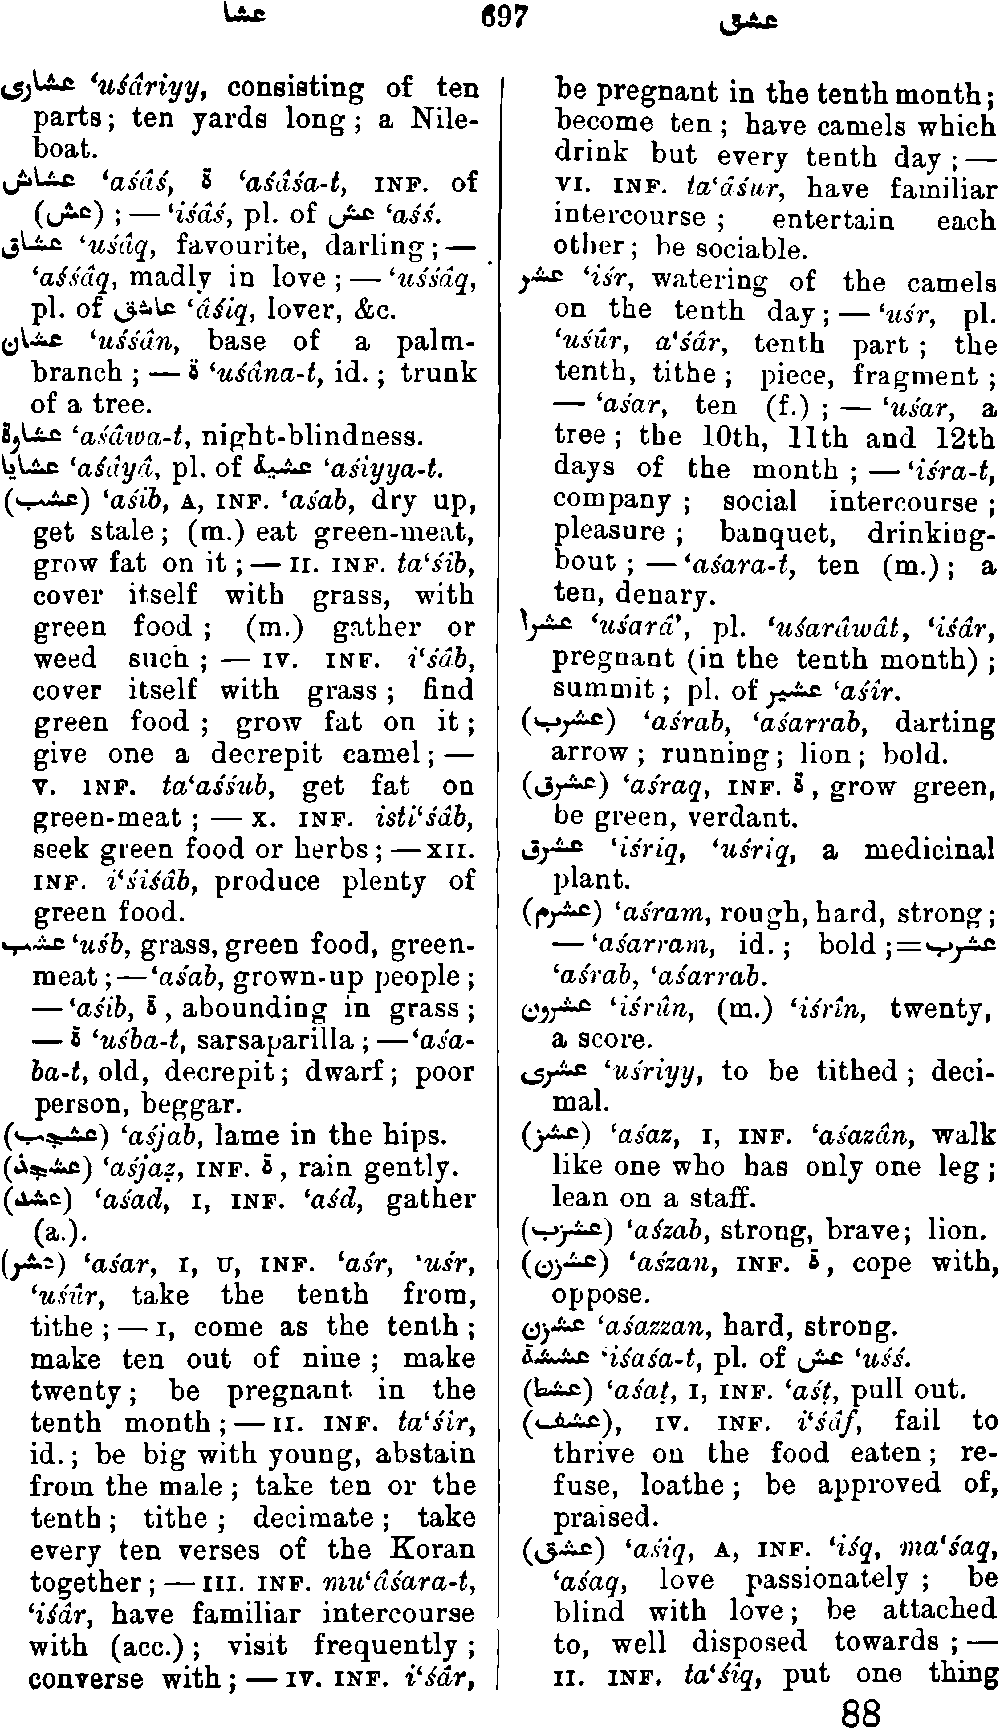 عشا 697 عشق
عشارى ‘uśâriyy, consisting of ten
parts; ten yards long; a Nile-
boat.
عشاش ‘aśâś, ة ‘aśâśa-t, INF. of
(عش) ; — ‘iśâś, pl. of عش ‘aśś.
عشاق ‘uśâq, favourite, darling; —
‘aśśâq, madly in love; — ‘uśśâq,
pl. of عاشق ‘âśiq, lover, &c.
عشان ‘uśśân, base of a palm-
branch; — ة ‘uśâna-t, id.; trunk
of a tree.
عشاوة ‘aśâwa-t, night-blindness.
عشايا ‘aśâyâ, pl. of عشية ‘aśiyya-t.
(عشب) ‘aśib, A, INF. ‘aśab, dry up,
get stale; (m.) eat green-meat,
grow fat on it; — II. INF. ta‘śîb,
cover itself with grass, with
green food; (m.) gather or
weed such; — IV. INF. i‘śâb,
cover itself with grass; find
green food; grow fat on it;
give one a decrepit camel; —
V. INF. ta‘aśśub, get fat on
green-meat; — X. INF. isti‘śâb,
seek green food or herbs; — XII.
INF. i‘śîśâb, produce plenty of
green food.
عشب ‘uśb, grass, green food, green-
meat; — ‘aśab, grown-up people;
— ‘aśib, ة, abounding in grass;
— ة ‘uśba-t, sarsaparilla; — ‘aśa-
ba-t, old, decrepit; dwarf; poor
person, beggar.
(عشجب) ‘aśjab, lame in the hips.
(عشجذ) ‘aśjaẓ, INF. ة, rain gently.
(عشد) ‘aśad, I, INF. ‘aśd, gather
(a.).
(عشر) ‘aśar, I, U, INF. ‘aśr, ‘uśr,
‘uśûr, take the tenth from,
tithe; — I, come as the tenth;
make ten out of nine; make
twenty; be pregnant in the
tenth month; — II. INF. ta‘śîr,
id.; be big with young, abstain
from the male; take ten or the
tenth; tithe; decimate; take
every ten verses of the Koran
together; — III. INF. mu‘âśara-t,
‘iśâr, have familiar intercourse
with (acc.); visit frequently;
converse with; — IV. INF. i‘śâr,
be pregnant in the tenth month;
become ten; have camels which
drink but every tenth day; —
VI. INF. ta‘âśur, have familiar
intercourse; entertain each
other; be sociable.
عشر ‘iśr, watering of the camels
on the tenth day; — ‘uśr, pl.
‘uśûr, a‘śâr, tenth part; the
tenth, tithe; piece, fragment;
— ‘aśar, ten (f.); — ‘uśar, a
tree; the 10th, 11th and 12th
days of the month; — ‘iśra-t,
company; social intercourse;
pleasure; banquet, drinking-
bout; — ‘aśara-t, ten (m.); a
ten, denary.
عشرا ‘uśarâ’, pl. ‘uśarâwât, ‘iśâr,
pregnant (in the tenth month);
summit; pl. of عشير ‘aśîr.
(عشرب) ‘aśrab, ‘aśarrab, darting
arrow; running; lion; bold.
(عشرق) ‘aśraq, INF. ة, grow green,
be green, verdant.
عشرق ‘iśriq, ‘uśriq, a medicinal
plant.
(عشرم) ‘aśram, rough, hard, strong;
— ‘aśarram, id.; bold; = عشرب
‘aśrab, ‘aśarrab.
عشرون ‘iśrûn, (m.) ‘iśrîn, twenty,
a score.
عشرى ‘uśriyy, to be tithed; deci-
mal.
(عشز) ‘aśaz, I, INF. ‘aśazân, walk
like one who has only one leg;
lean on a staff.
(عشزب) ‘aśzab, strong, brave; lion.
(عشزن) ‘aśzan, INF. ة, cope with,
oppose.
عشزن ‘aśazzan, hard, strong.
عششة ‘iśaśa-t, pl. of عش ‘uśś.
(عشط) ‘aśaṭ, I, INF. ‘aśṭ, pull out.
(عشف), IV. INF. i‘śâf, fail to
thrive on the food eaten; re-
fuse, loathe; be approved of,
praised.
(عشق) ‘aśiq, A, INF. ‘iśq, ma‘śaq,
‘aśaq, love passionately; be
blind with love; be attached
to, well disposed towards; —
II. INF. ta‘śîq, put one thing
88